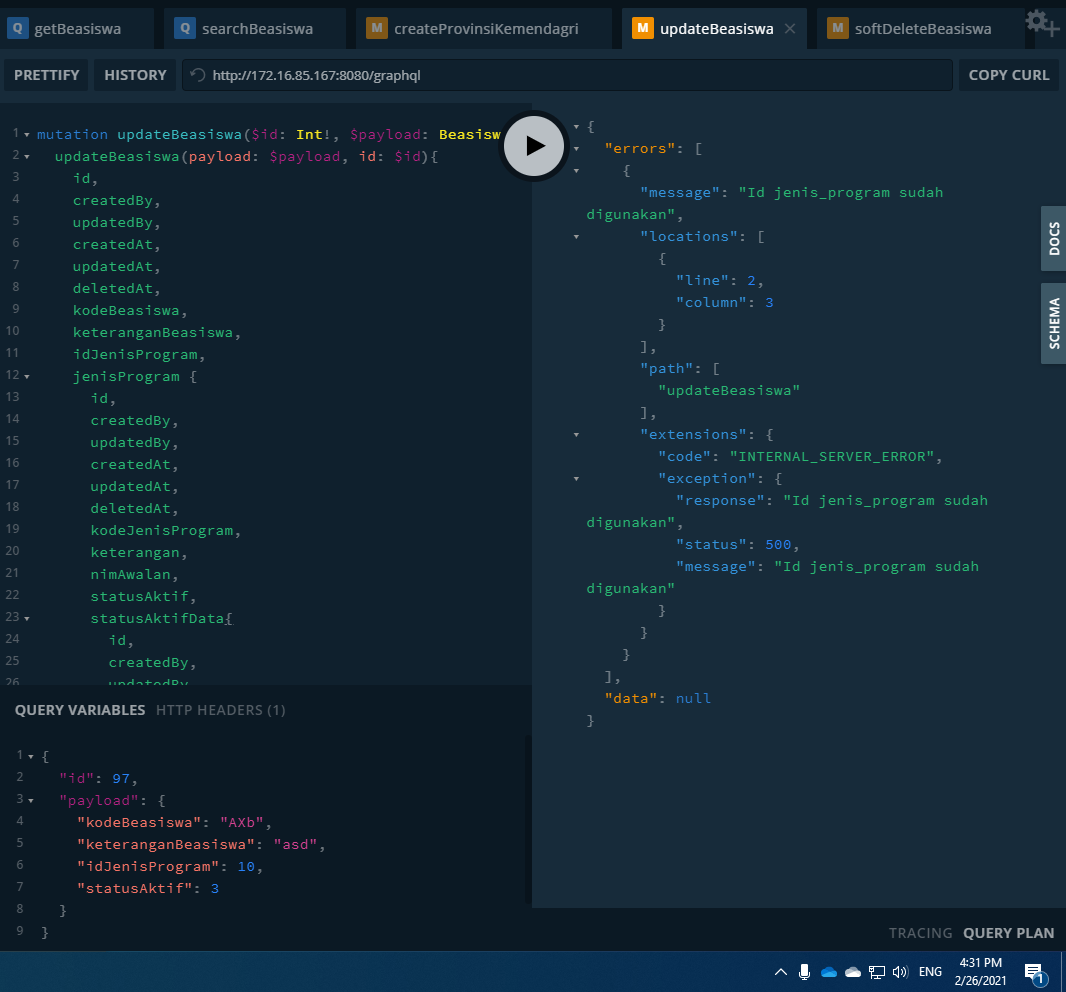 Q getBeasiswa
Q searchBeasiswa
M createProvinsiKemendagri
M updateBeasiswa
M softDeleteBeasiswa
PRETTIFY
HISTORY
http://172.16.85.167:8080/graphql
COPY CURL
1 mutation updateBeasiswa($id: Int!, $payload: Beasisw
2 updateBeasiswa(payload: $payload, id: $id){
3 id,
4 createdBy,
5 updatedBy,
6 createdAt,
7 updatedAt,
8 deletedAt,
9 kodeBeasiswa,
10 keteranganBeasiswa,
11 idJenisProgram,
12 jenisProgram {
13 id,
14 createdBy,
15 updatedBy,
16 createdAt,
17 updatedAt,
18 deletedAt,
19 kodeJenisProgram,
20 keterangan,
21 nimAwalan,
22 statusAktif,
23 statusAktifData{
24 id,
25 createdBy,
26 updatedBy
QUERY VARIABLES HTTP HEADERS (1)
1 {
2 "id": 97,
3 "payload": {
4 "kodeBeasiswa": "AXb",
5 "keteranganBeasiswa": "asd",
6 "idJenisProgram": 10,
7 "statusAktif": 3
8 }
9 }
{
"errors": [
{
"message": "Id jenis_program sudah
digunakan",
"locations": [
{
"line": 2,
"column": 3
}
],
"path": [
"updateBeasiswa"
],
"extensions": {
"code": "INTERNAL_SERVER_ERROR",
"exception": {
"response": "Id jenis_program sudah
digunakan",
"status": 500,
"message": "Id jenis_program sudah
digunakan"
}
}
}
],
"data": null
}
DOCS
SCHEMA
TRACING QUERY PLAN
ENG
4:31 PM
2/26/2021
1